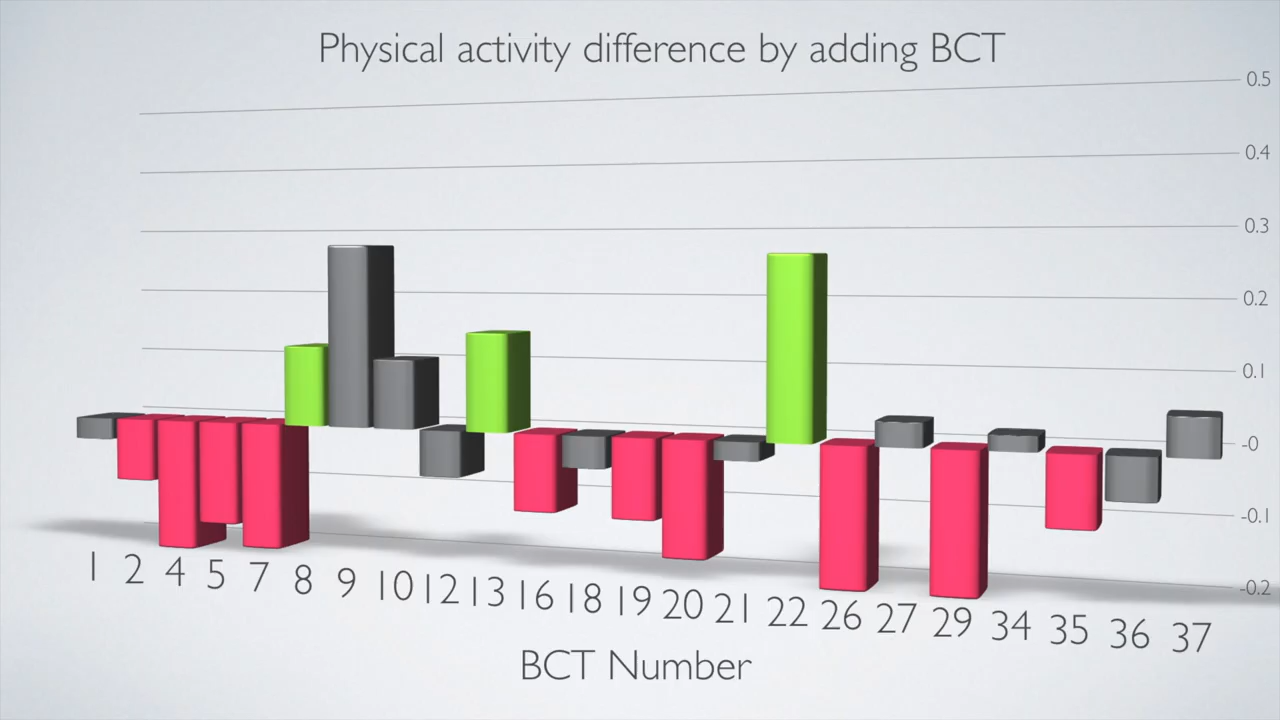 Physical activity difference by adding BCT
0.5
0.4
0.3
0.2
0.1
-0
-0.1
-0.2
1 2 4 5 7 8 9 10 12 13 16 18 19 20 21 22 26 27 29 34 35 36 37
BCT Number